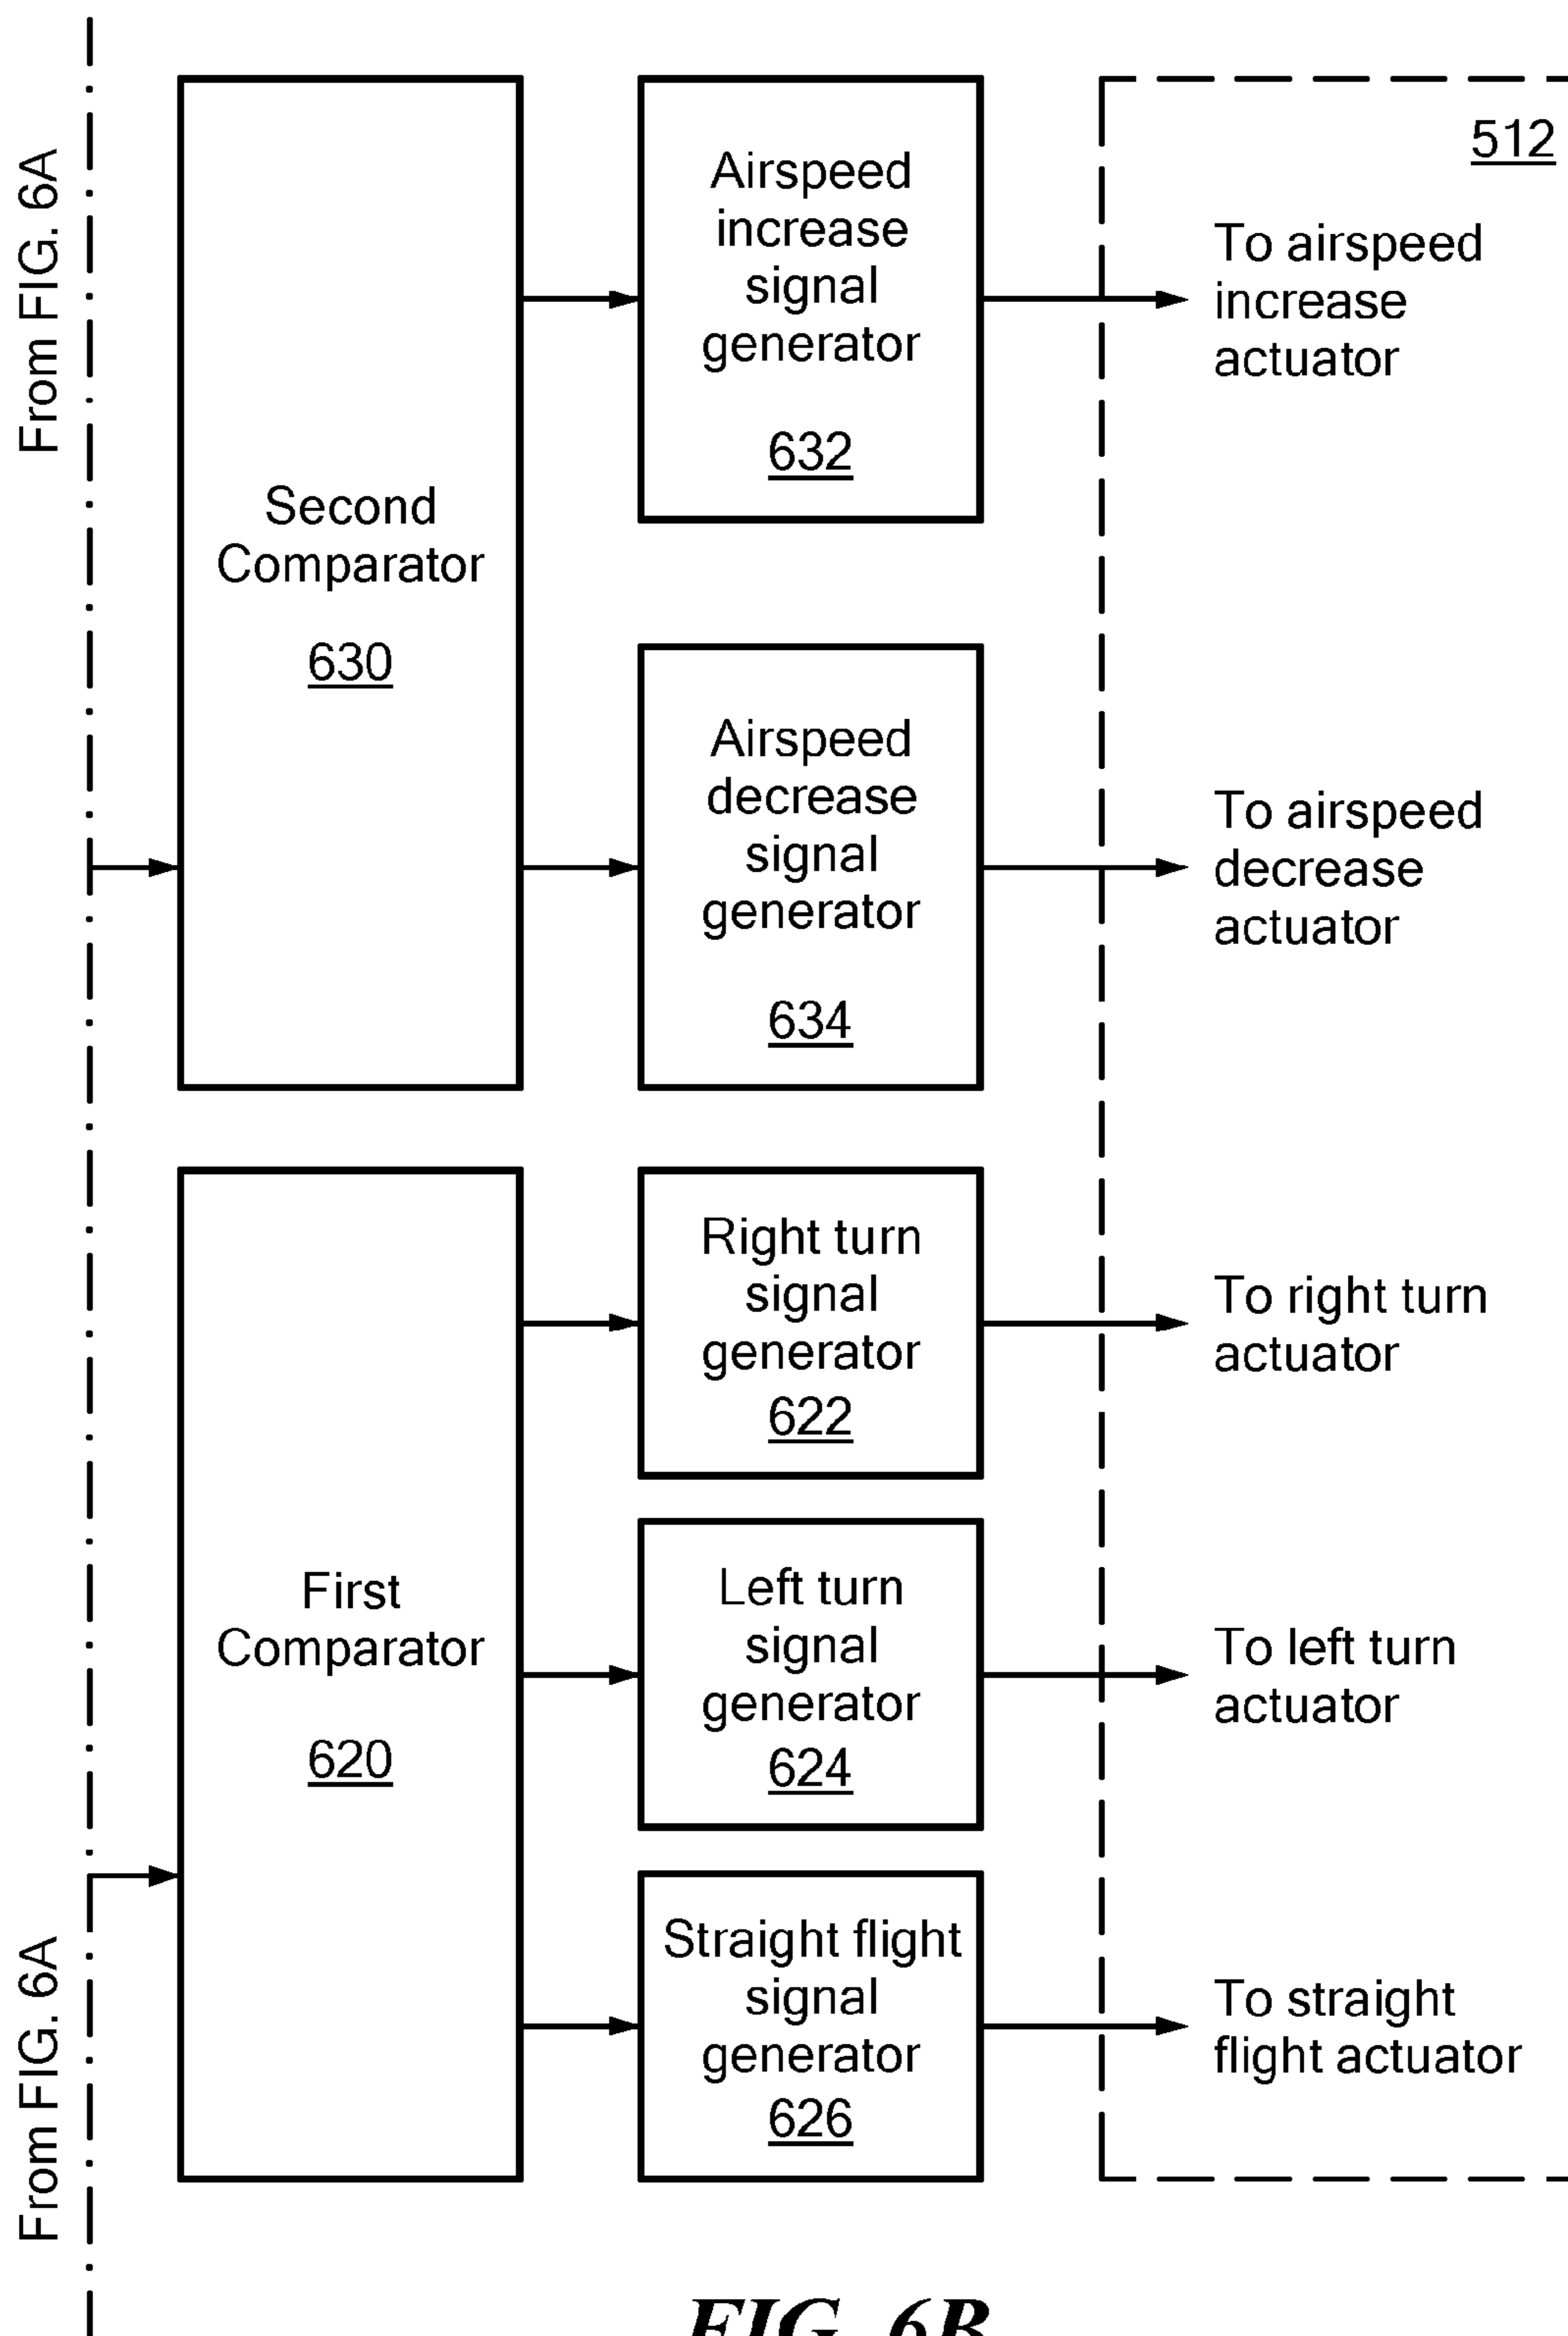 From FIG. 6A
Second
Comparator
630
Airspeed
increase
signal
generator
632
512
To airspeed
increase
actuator
Airspeed
decrease
signal
generator
634
To airspeed
decrease
actuator
From FIG. 6A
First
Comparator
620
Right turn
signal
generator
622
To right turn
actuator
Left turn
signal
generator
624
To left turn
actuator
Straight flight
signal
generator
626
To straight
flight actuator
FIG. 6B